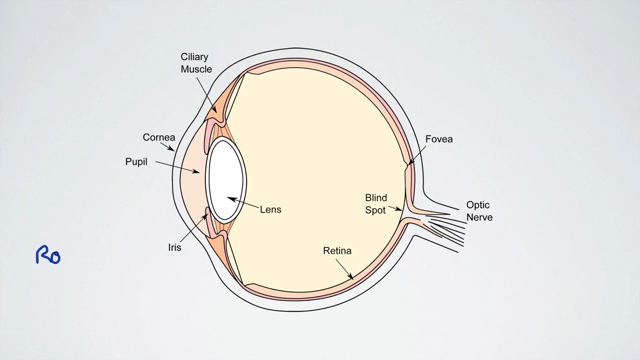 Ciliary
Muscle
Cornea
Pupil
Fovea
Blind
Spot
Optic
Nerve
Lens
Iris
Retina
Ro